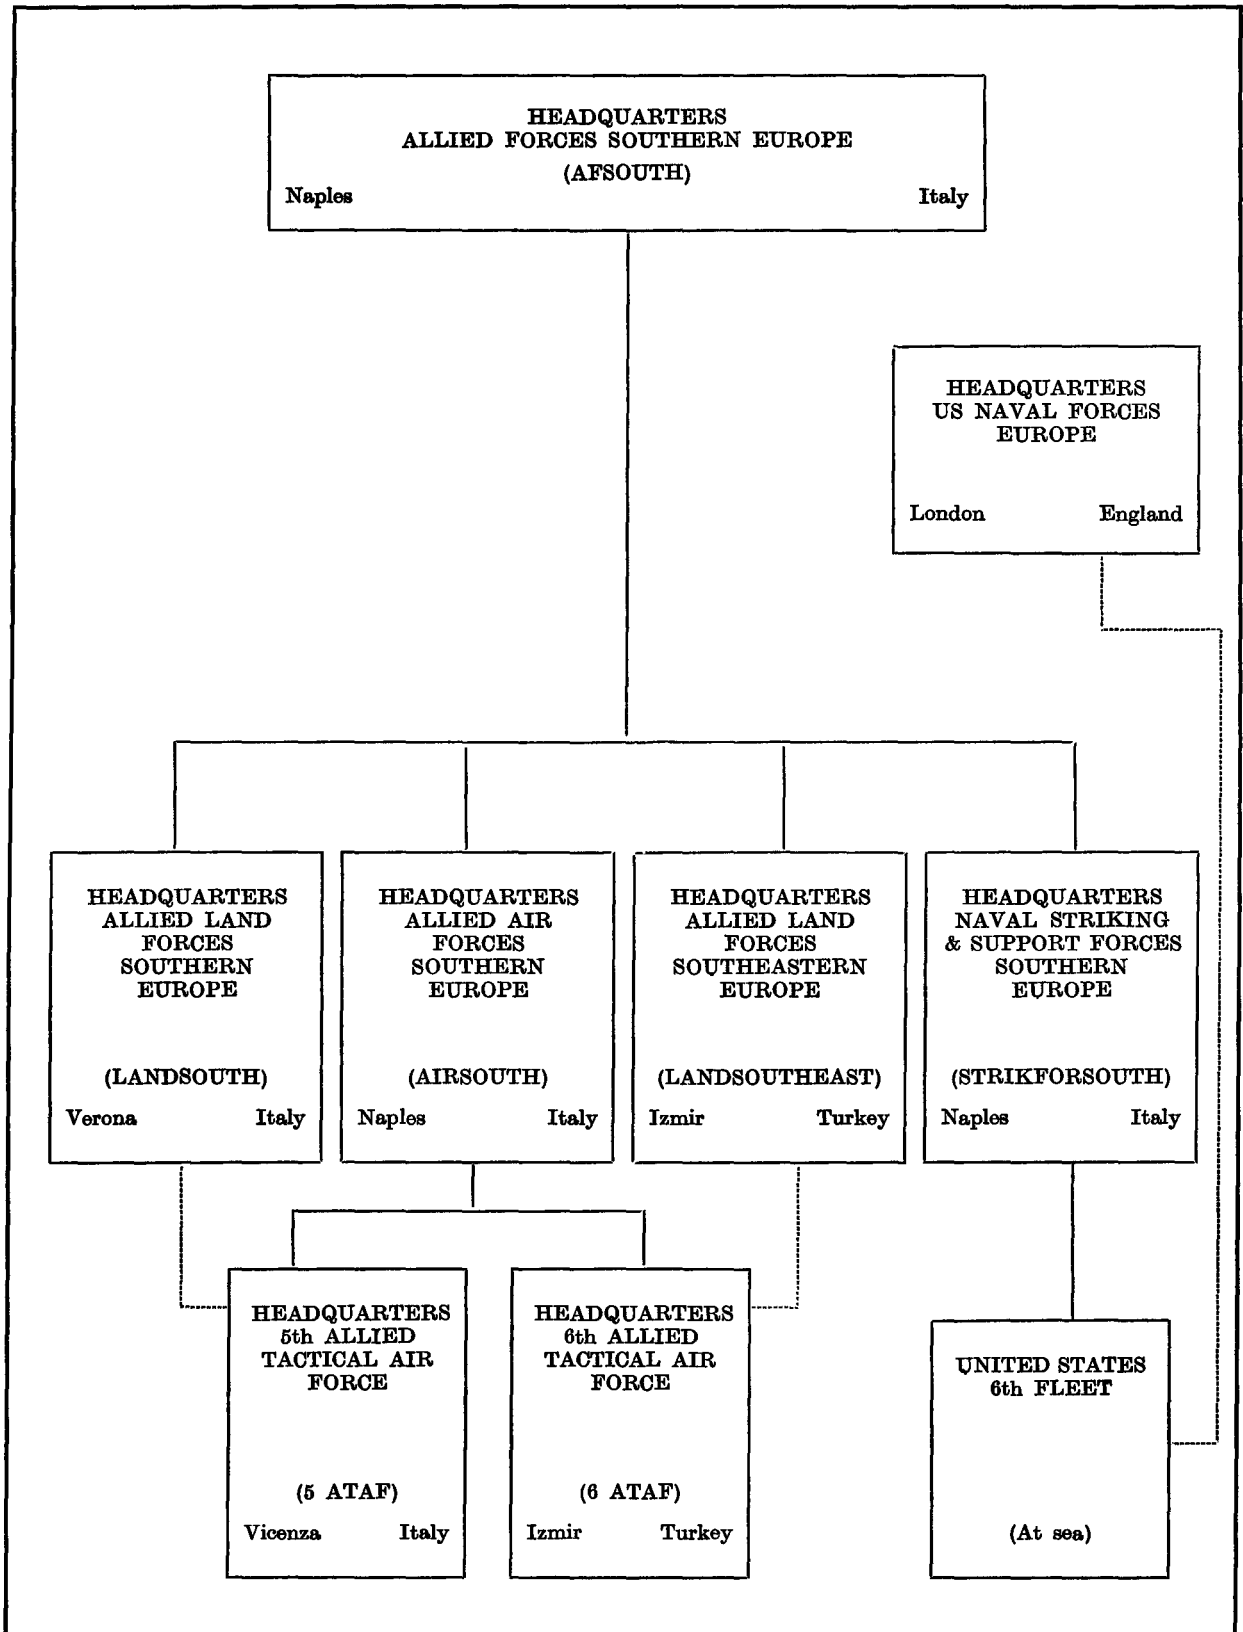 HEADQUARTERS
ALLIED FORCES SOUTHERN EUROPE
(AFSOUTH)
Naples Italy
HEADQUARTERS
US NAVAL FORCES
EUROPE
London England
HEADQUARTERS
ALLIED LAND
FORCES
SOUTHERN
EUROPE
(LANDSOUTH)
Verona Italy
HEADQUARTERS
ALLIED AIR
FORCES
SOUTHERN
EUROPE
(AIRSOUTH)
Naples Italy
HEADQUARTERS
ALLIED LAND
FORCES
SOUTHEASTERN
EUROPE
(LANDSOUTHEAST)
Izmir Turkey
HEADQUARTERS
NAVAL STRIKING
& SUPPORT FORCES
SOUTHERN
EUROPE
(STRIKFORSOUTH)
Naples Italy
HEADQUARTERS
5th ALLIED
TACTICAL AIR
FORCE
(5 ATAF)
Vicenza Italy
HEADQUARTERS
6th ALLIED
TACTICAL AIR
FORCE
(6 ATAF)
Izmir Turkey
UNITED STATES
6th FLEET
(At sea)